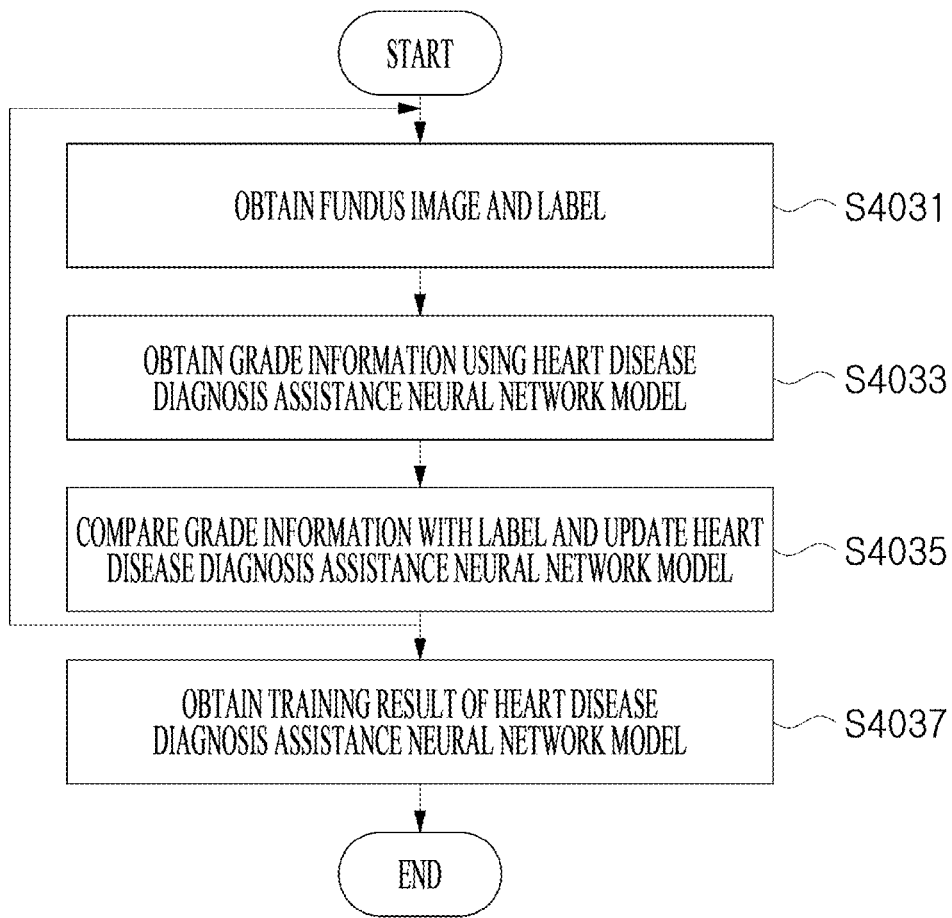 START
OBTAIN FUNDUS IMAGE AND LABEL
S4031
OBTAIN GRADE INFORMATION USING HEART DISEASE
DIAGNOSIS ASSISTANCE NEURAL NETWORK MODEL
S4033
COMPARE GRADE INFORMATION WITH LABEL AND UPDATE HEART
DISEASE DIAGNOSIS ASSISTANCE NEURAL NETWORK MODEL
S4035
OBTAIN TRAINING RESULT OF HEART DISEASE
DIAGNOSIS ASSISTANCE NEURAL NETWORK MODEL
S4037
END